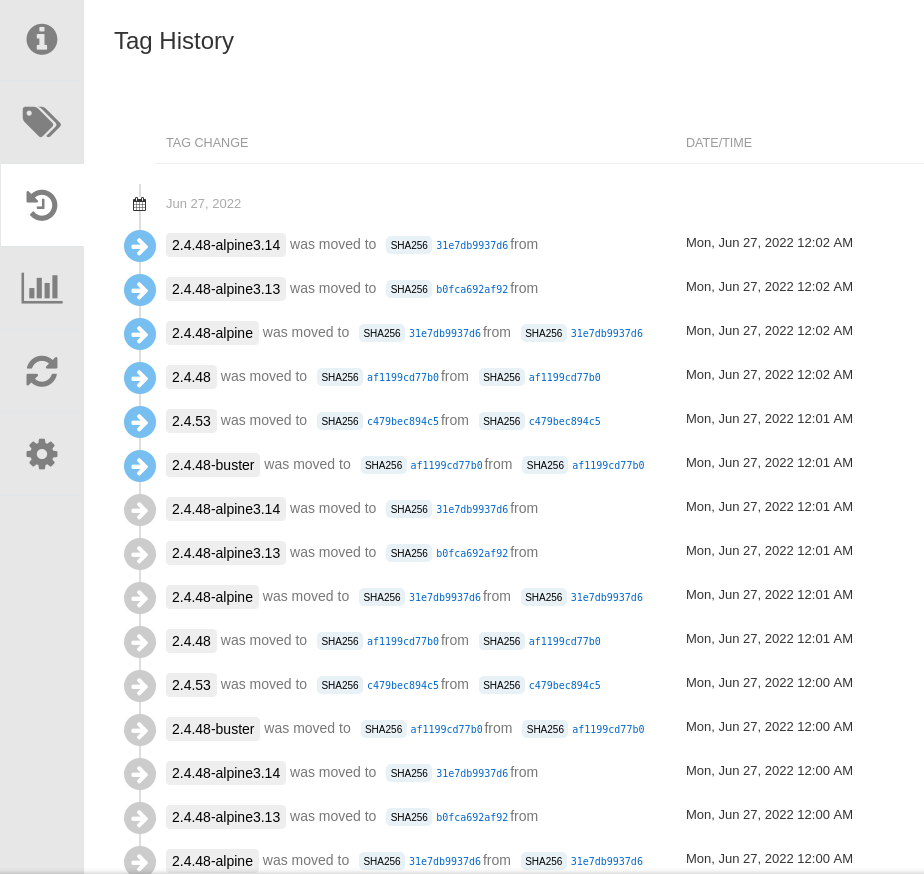 Tag History
TAG CHANGE DATE/TIME
Jun 27, 2022
2.4.48-alpine3.14 was moved to SHA256 31e7db9937d6 from Mon, Jun 27, 2022 12:02 AM
2.4.48-alpine3.13 was moved to SHA256 b0fca692af92 from Mon, Jun 27, 2022 12:02 AM
2.4.48-alpine was moved to SHA256 31e7db9937d6 from SHA256 31e7db9937d6 Mon, Jun 27, 2022 12:02 AM
2.4.48 was moved to SHA256 af1199cd77b0 from SHA256 af1199cd77b0 Mon, Jun 27, 2022 12:02 AM
2.4.53 was moved to SHA256 c479bec894c5 from SHA256 c479bec894c5 Mon, Jun 27, 2022 12:01 AM
2.4.48-buster was moved to SHA256 af1199cd77b0 from SHA256 af1199cd77b0 Mon, Jun 27, 2022 12:01 AM
2.4.48-alpine3.14 was moved to SHA256 31e7db9937d6 from Mon, Jun 27, 2022 12:01 AM
2.4.48-alpine3.13 was moved to SHA256 b0fca692af92 from Mon, Jun 27, 2022 12:01 AM
2.4.48-alpine was moved to SHA256 31e7db9937d6 from SHA256 31e7db9937d6 Mon, Jun 27, 2022 12:01 AM
2.4.48 was moved to SHA256 af1199cd77b0 from SHA256 af1199cd77b0 Mon, Jun 27, 2022 12:01 AM
2.4.53 was moved to SHA256 c479bec894c5 from SHA256 c479bec894c5 Mon, Jun 27, 2022 12:00 AM
2.4.48-buster was moved to SHA256 af1199cd77b0 from SHA256 af1199cd77b0 Mon, Jun 27, 2022 12:00 AM
2.4.48-alpine3.14 was moved to SHA256 31e7db9937d6 from Mon, Jun 27, 2022 12:00 AM
2.4.48-alpine3.13 was moved to SHA256 b0fca692af92 from Mon, Jun 27, 2022 12:00 AM
2.4.48-alpine was moved to SHA256 31e7db9937d6 from SHA256 31e7db9937d6 Mon, Jun 27, 2022 12:00 AM